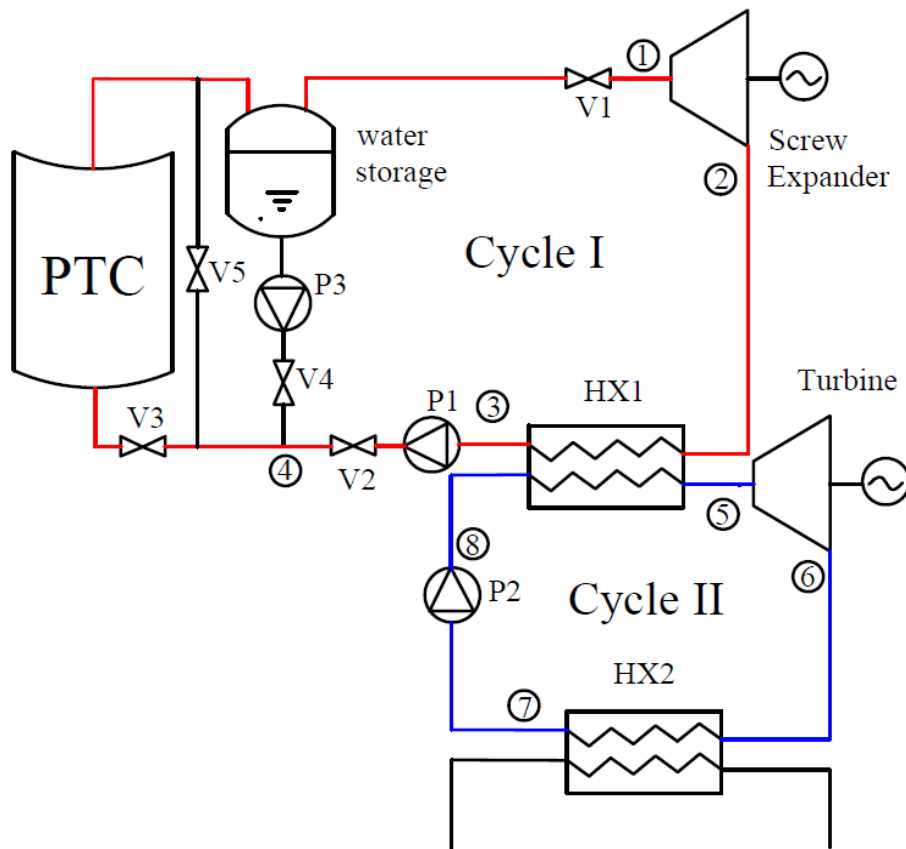 ①
V1
water
storage
②
Screw
Expander
PTC
V5
Cycle I
P3
V4
Turbine
V3
P1
③
HX1
④
V2
⑤
⑧
P2
⑥
Cycle II
HX2
⑦